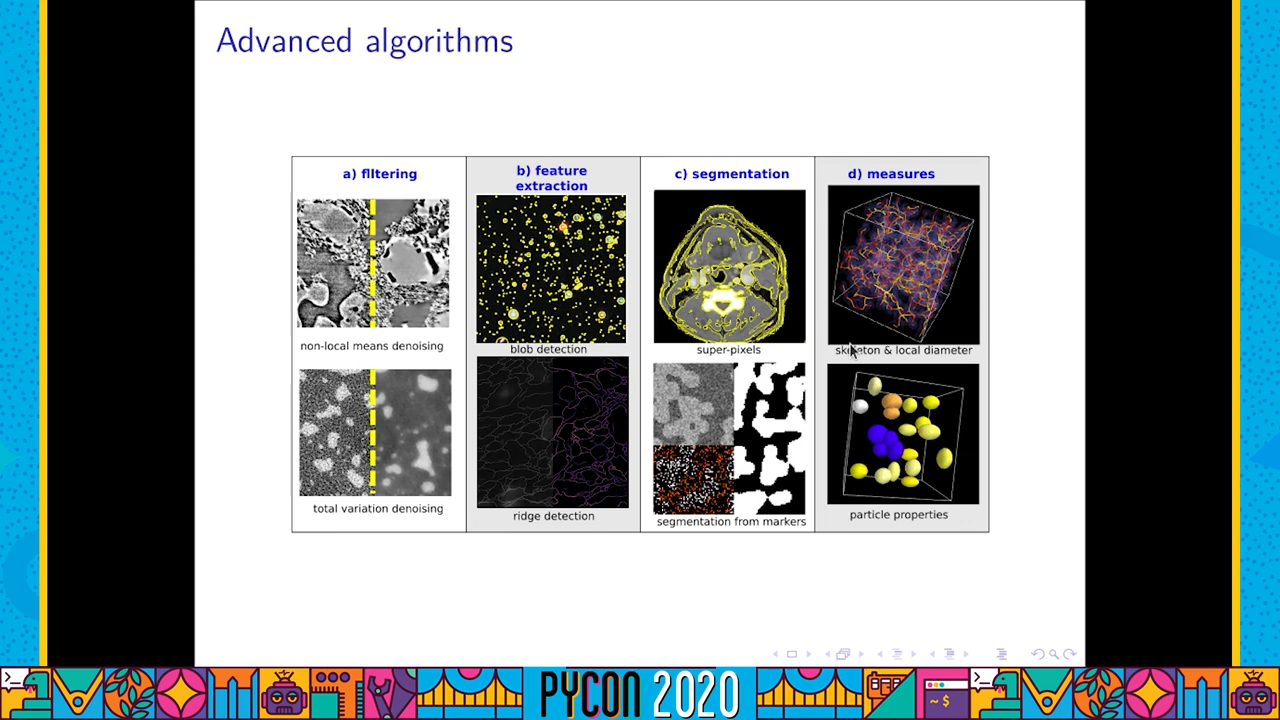 Advanced algorithms
a) filtering
b) feature
extraction
c) segmentation
d) measures
non-local means denoising
blob detection
super-pixels
skeleton & local diameter
total variation denoising
ridge detection
segmentation from markers
particle properties
PYCON 2020
~$